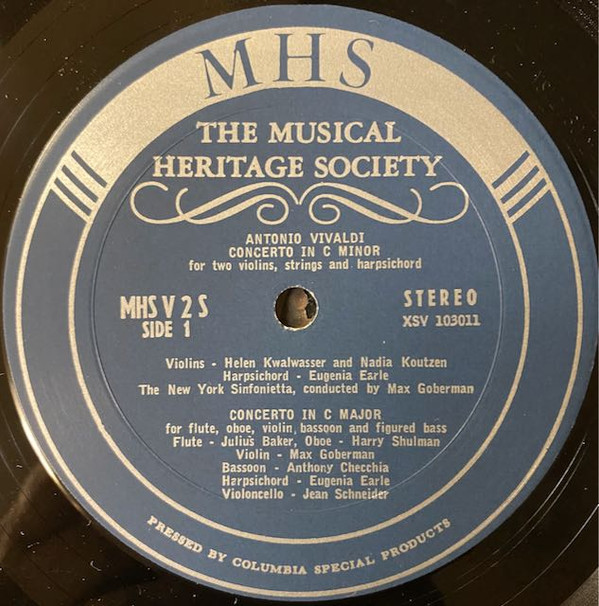 MHS
THE MUSICAL
HERITAGE SOCIETY
ANTONIO VIVALDI
CONCERTO IN C MINOR
for two violins, strings and harpsichord
MHS V 2 S
SIDE 1
STEREO
XSV 103011
Violins - Helen Kwalwasser and Nadia Koutzen
Harpsichord - Eugenia Earle
The New York Sinfonietta, conducted by Max Goberman
CONCERTO IN C MAJOR
for flute, oboe, violin, bassoon and figured bass
Flute - Julius Baker, Oboe - Harry Shulman
Violin - Max Goberman
Bassoon - Anthony Checchia
Harpsichord - Eugenia Earle
Violoncello - Jean Schneider
PRESSED BY COLUMBIA SPECIAL PRODUCTS